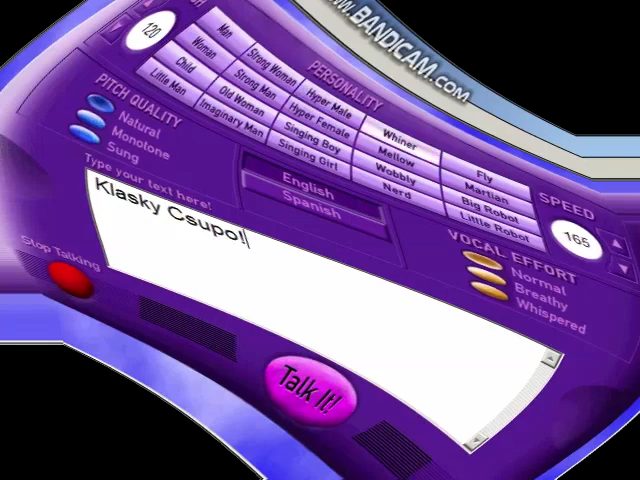 www.BANDICAM.com
120
PERSONALITY
Man
Strong Woman
Hyper Male
Whiner
Fly
Woman
Strong Man
Hyper Female
Mellow
Martian
Child
Old Woman
Singing Boy
Wobbly
Big Robot
Little Man
Imaginary Man
Singing Girl
Nerd
Little Robot
PITCH QUALITY
Natural
Monotone
Sung
English
Spanish
SPEED
165
VOCAL EFFORT
Normal
Breathy
Whispered
Type your text here!
Klasky Csupo!
Stop Talking
Talk It!